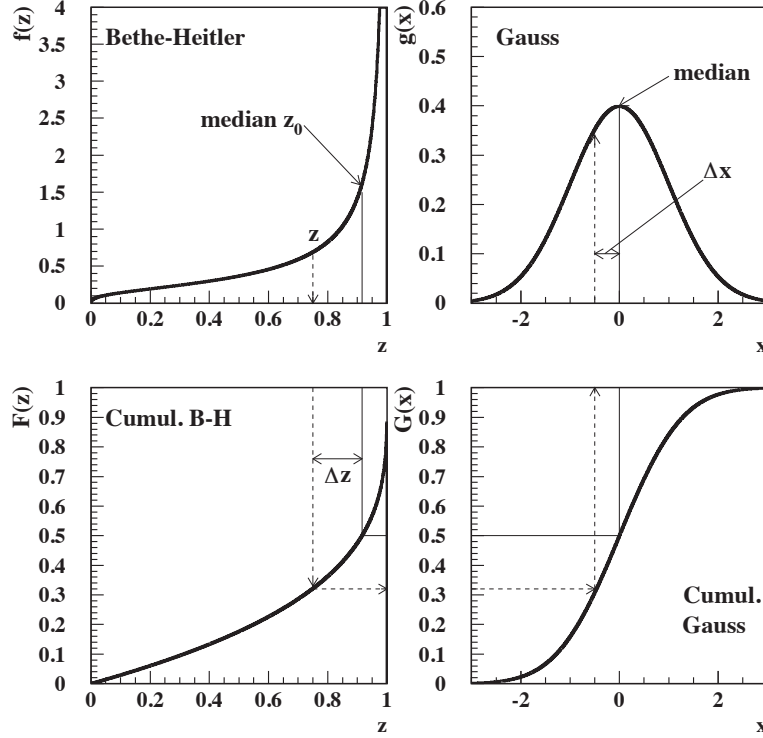 f(z)
4
3.5
3
2.5
2
1.5
1
0.5
0
Bethe-Heitler
median z₀
z
0 0.2 0.4 0.6 0.8 1
z
g(x)
0.6
0.5
0.4
0.3
0.2
0.1
0
Gauss
median
Δx
-2 0 2
x
F(z)
1
0.9
0.8
0.7
0.6
0.5
0.4
0.3
0.2
0.1
0
Cumul. B-H
Δz
0 0.2 0.4 0.6 0.8 1
z
G(x)
1
0.9
0.8
0.7
0.6
0.5
0.4
0.3
0.2
0.1
0
Cumul.
Gauss
-2 0 2
x